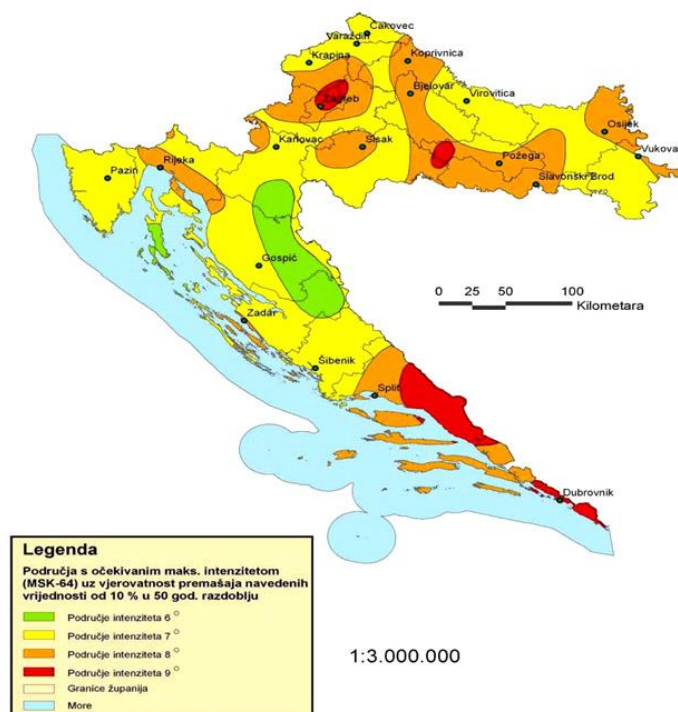 Čakovec
Varaždin
Krapina
Koprivnica
Zagreb
Bjelovar
Virovitica
Osijek
Karlovac
Sisak
Vukovar
Pazin
Rijeka
Požega
Slavonski Brod
Gospić
0 25 50 100
Kilometara
Zadar
Šibenik
Split
Dubrovnik
Legenda
Područja s očekivanim maks. intenzitetom
(MSK-64) uz vjerovatnost premašaja navedenih
vrijednosti od 10 % u 50 god. razdoblju
Područje intenziteta 6 °
Područje intenziteta 7 °
Područje intenziteta 8 °
Područje intenziteta 9 °
Granice županija
More
1:3.000.000